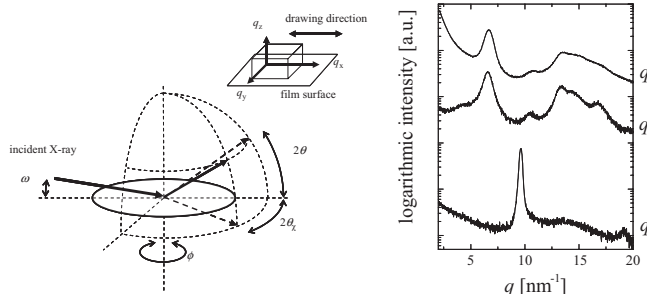 q_z
drawing direction
q_x
q_y
film surface
incident X-ray
ω
2θ
2θ_χ
ϕ
logarithmic intensity [a.u.]
q
q
q
5
10
15
20
q [nm⁻¹]